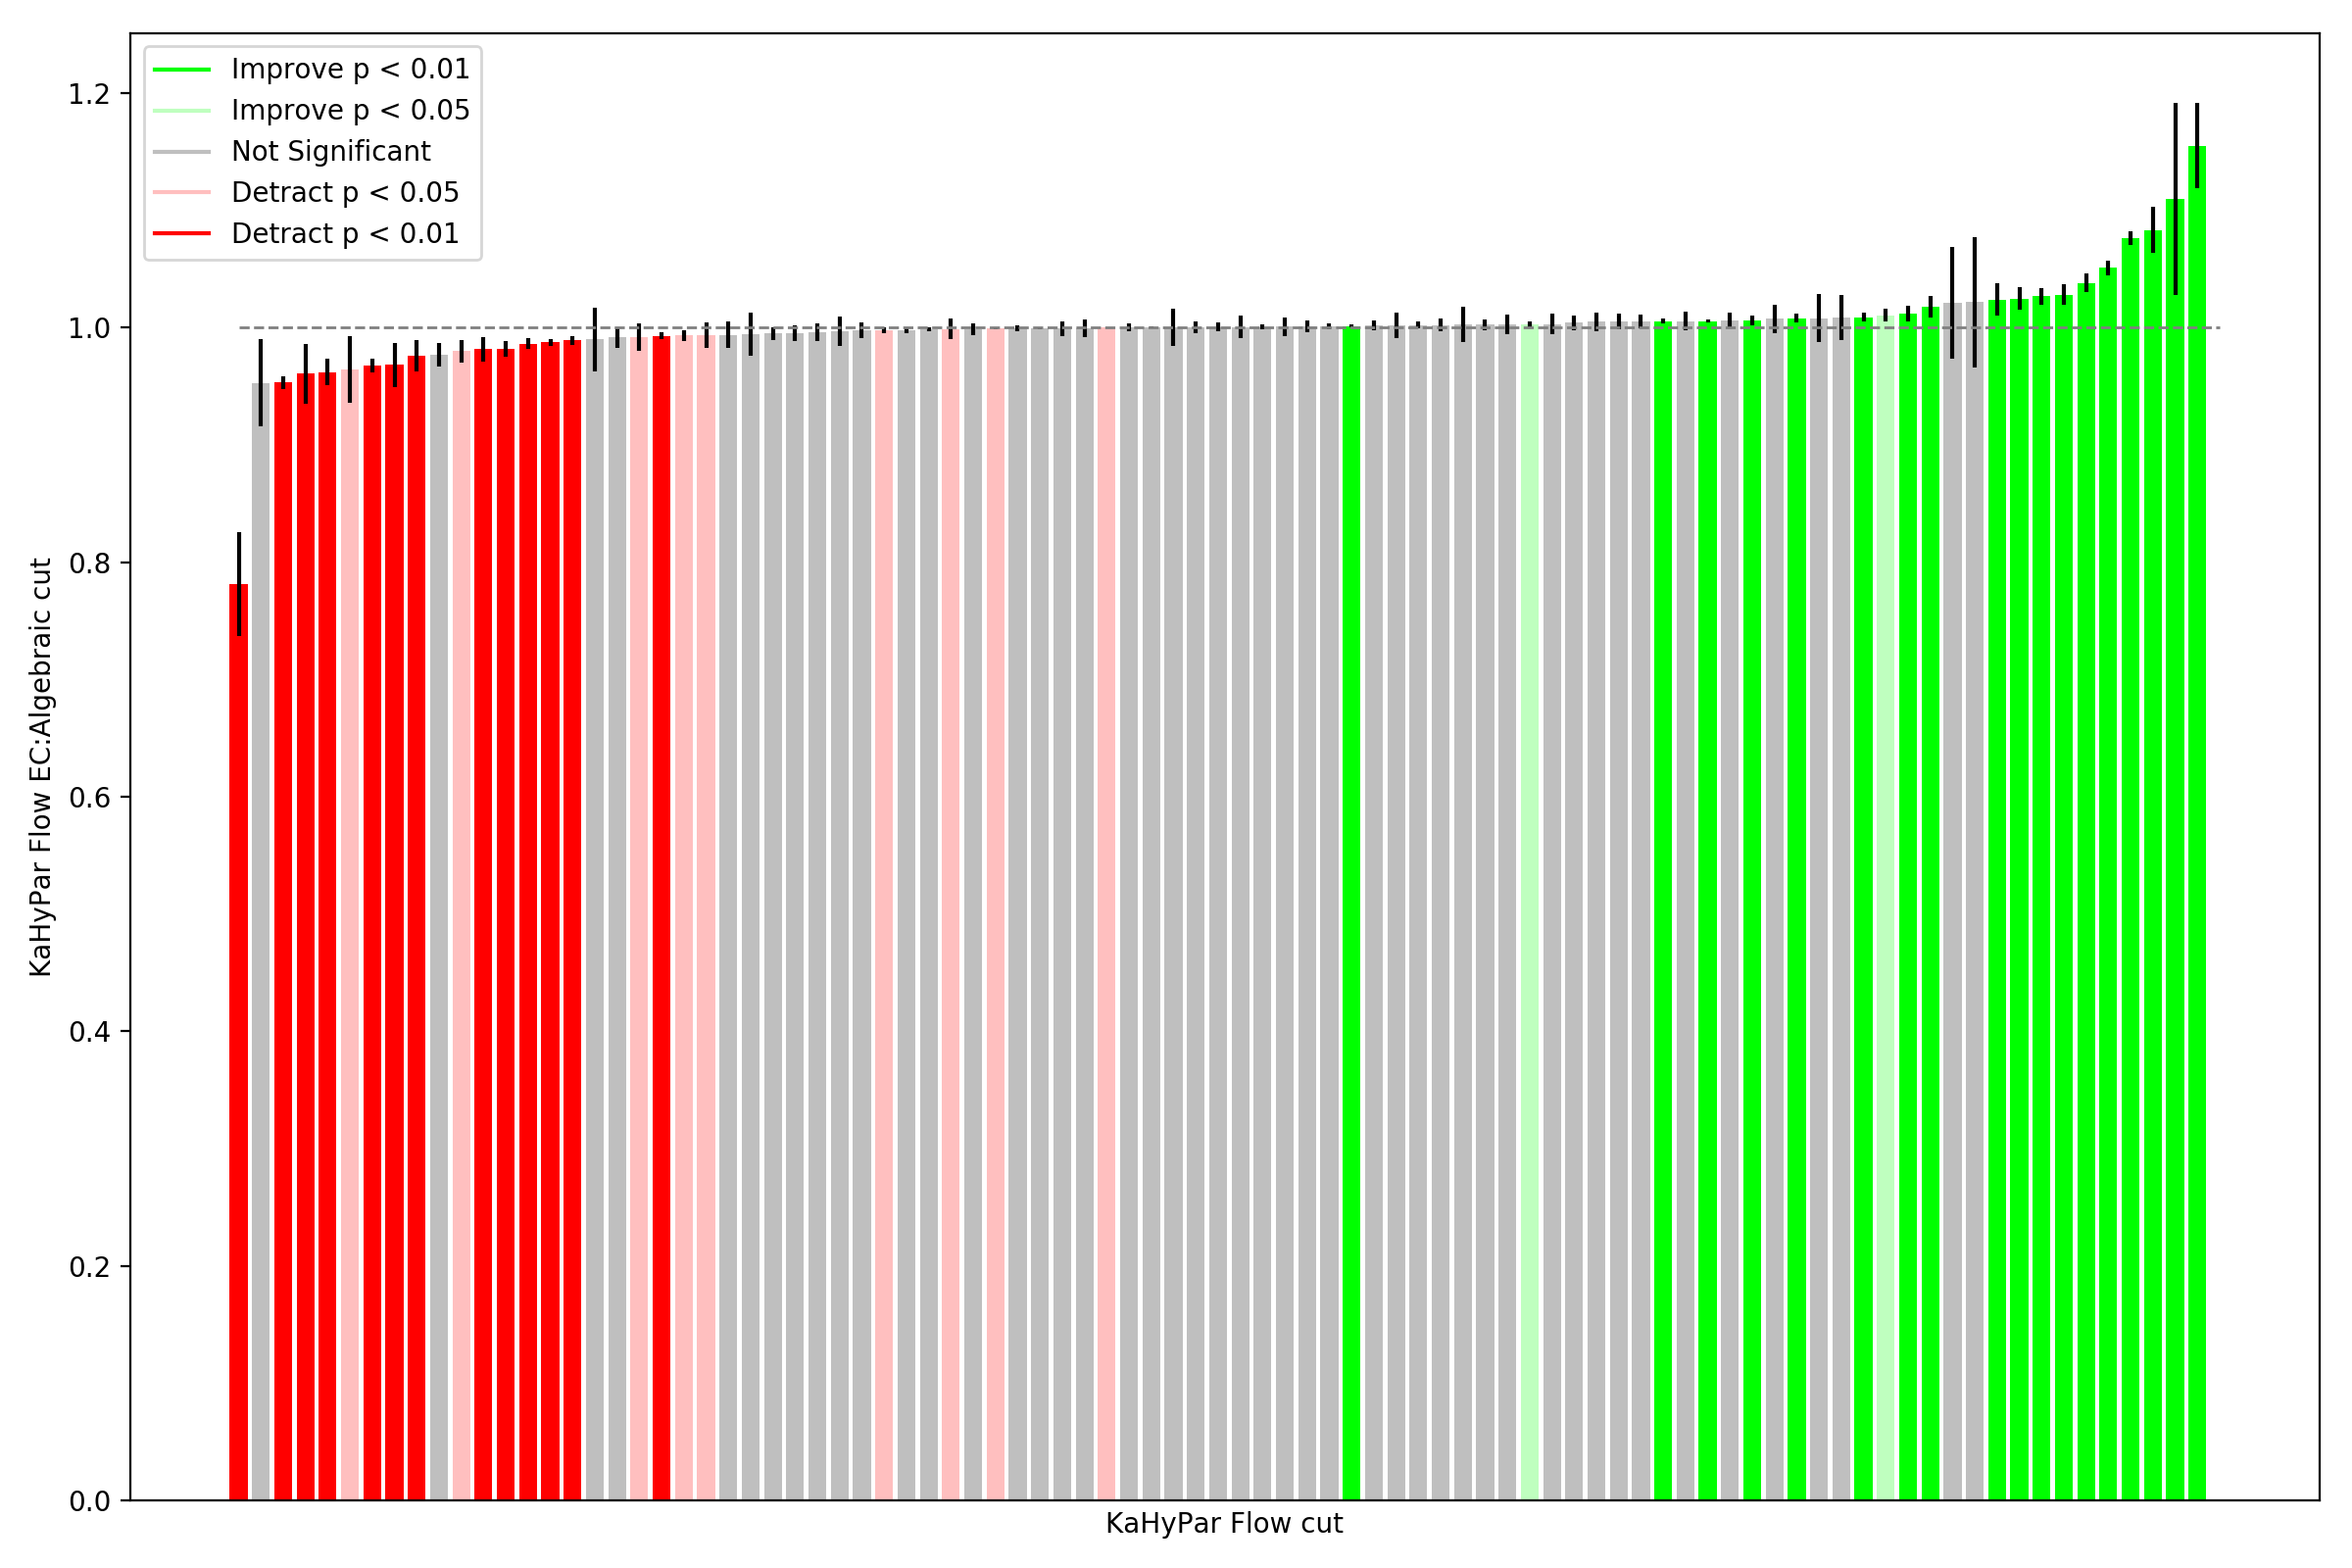 Improve p < 0.01
Improve p < 0.05
Not Significant
Detract p < 0.05
Detract p < 0.01
1.2
1.0
0.8
0.6
0.4
0.2
0.0
KaHyPar Flow EC:Algebraic cut
KaHyPar Flow cut